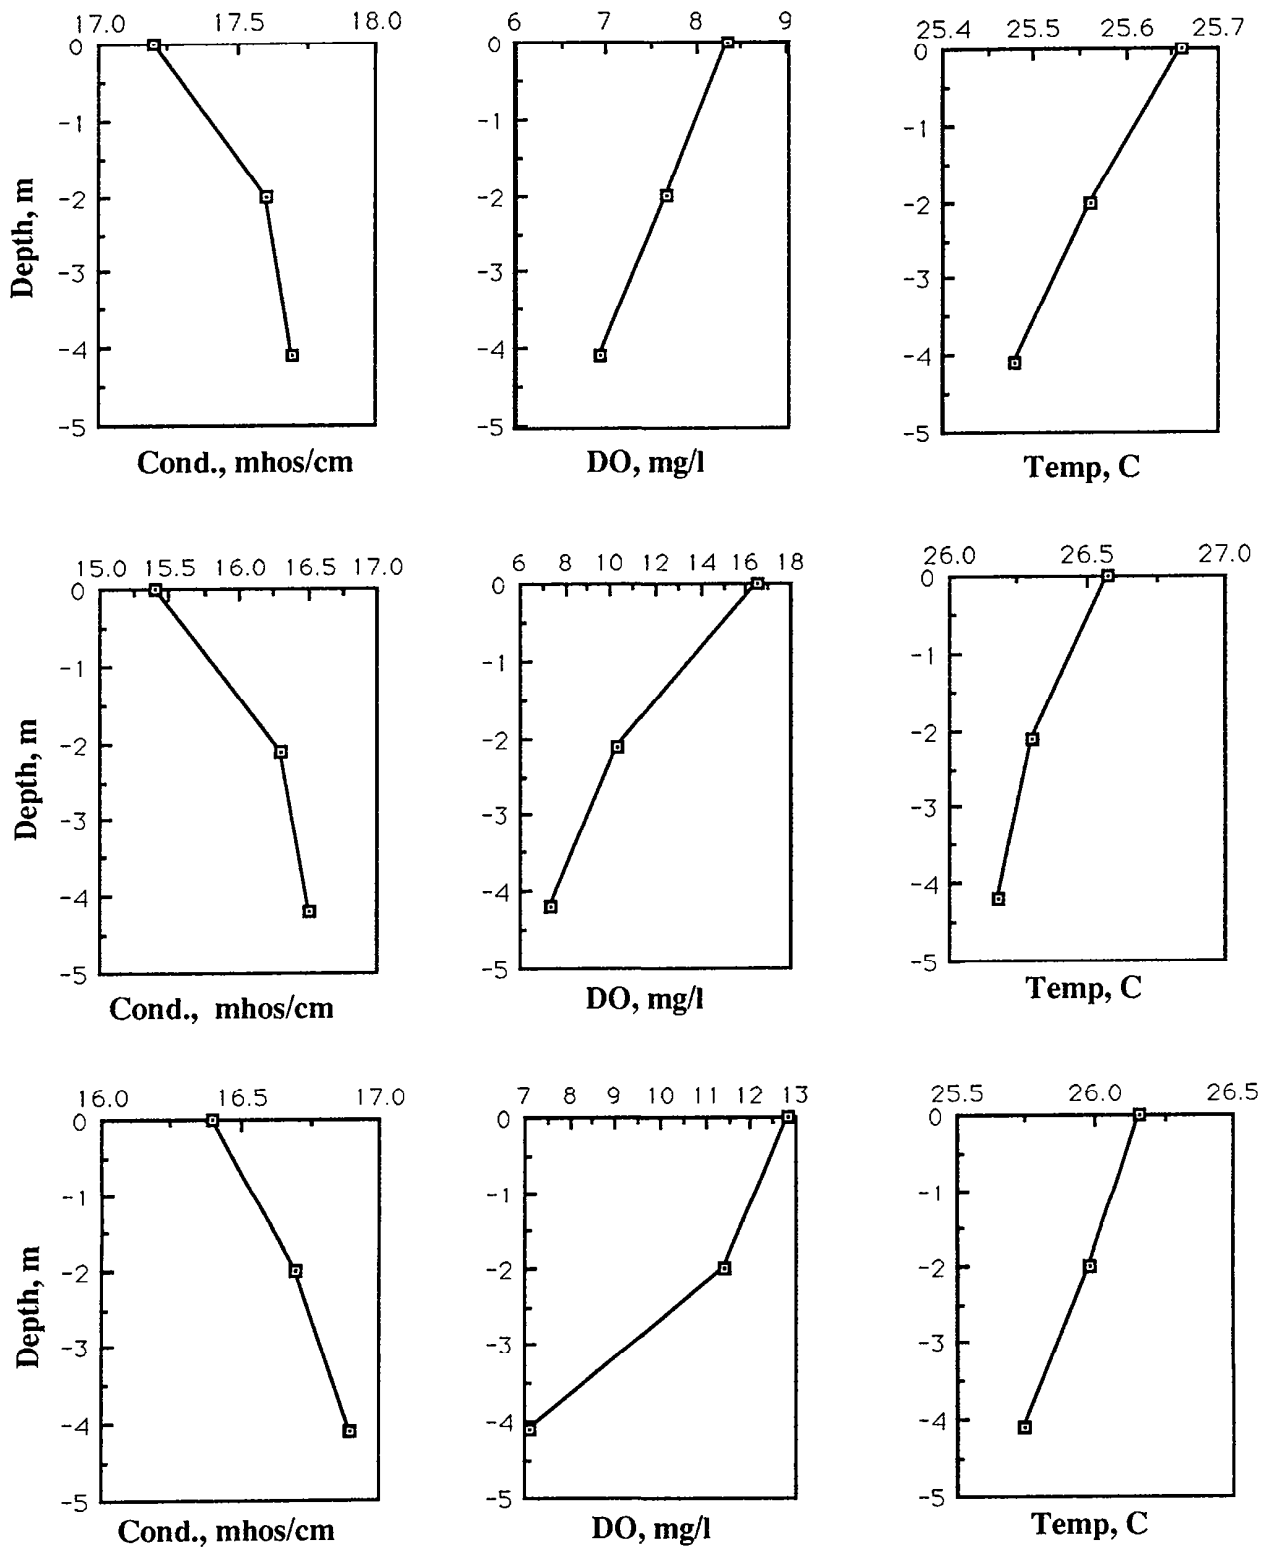 17.0 17.5 18.0
0
-1
-2
-3
-4
-5
Depth, m
Cond., mhos/cm
6 7 8 9
0
-1
-2
-3
-4
-5
DO, mg/l
25.4 25.5 25.6 25.7
0
-1
-2
-3
-4
-5
Temp, C
15.0 15.5 16.0 16.5 17.0
0
-1
-2
-3
-4
-5
Depth, m
Cond., mhos/cm
6 8 10 12 14 16 18
0
-1
-2
-3
-4
-5
DO, mg/l
26.0 26.5 27.0
0
-1
-2
-3
-4
-5
Temp, C
16.0 16.5 17.0
0
-1
-2
-3
-4
-5
Depth, m
Cond., mhos/cm
7 8 9 10 11 12 13
0
-1
-2
-3
-4
-5
DO, mg/l
25.5 26.0 26.5
0
-1
-2
-3
-4
-5
Temp, C